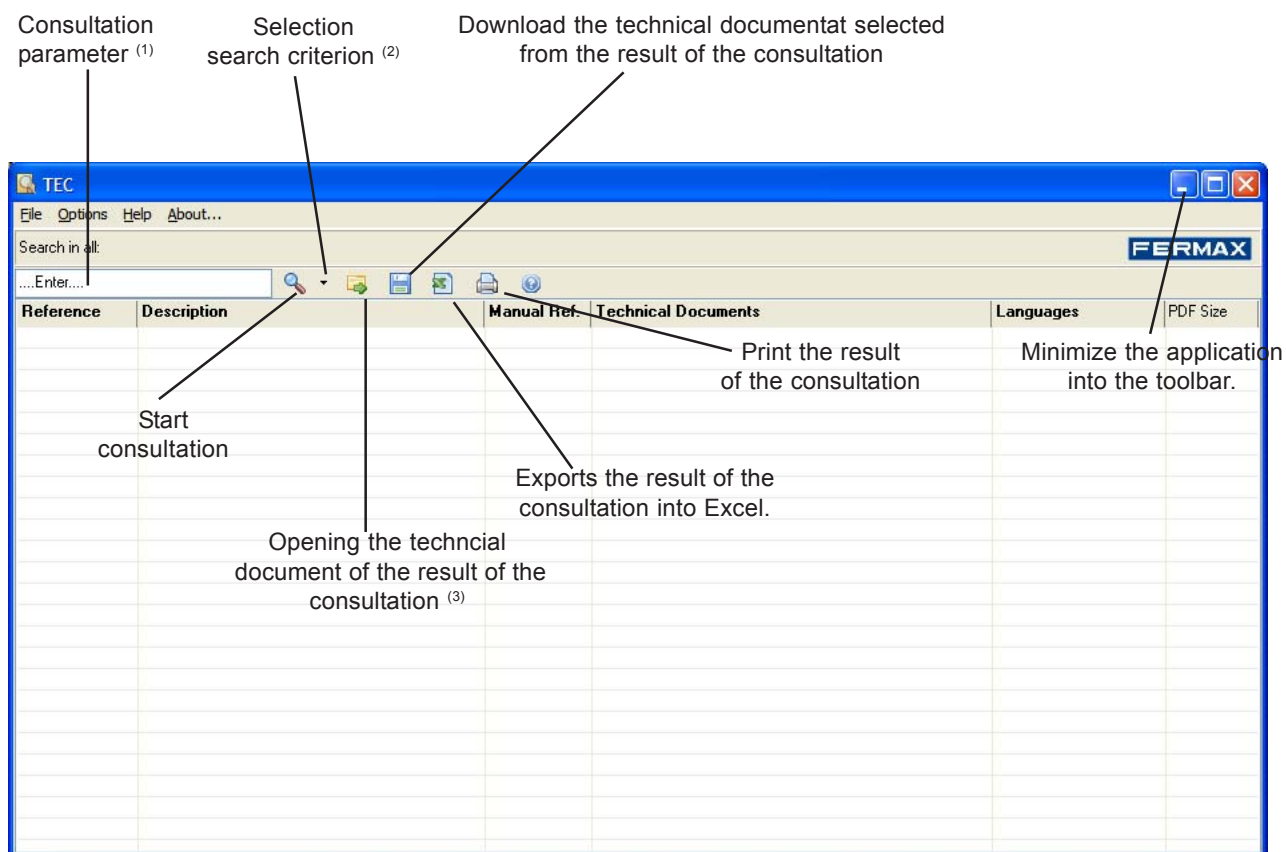 Consultation
parameter (1)
Selection
search criterion (2)
Download the technical documentat selected
from the result of the consultation
TEC
File Options Help About...
Search in all:
FERMAX
....Enter....
Reference Description Manual Ref. Technical Documents Languages PDF Size
Print the result
of the consultation
Minimize the application
into the toolbar.
Start
consultation
Exports the result of the
consultation into Excel.
Opening the techncial
document of the result of the
consultation (3)